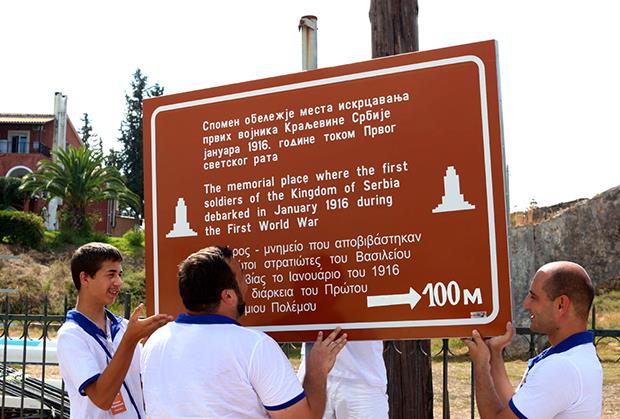 Спомен обележје места искрцавања
првих војника Краљевине Србије
јануара 1916. године током Првог
светског рата
The memorial place where the first
soldiers of the Kingdom of Serbia
debarked in January 1916 during
the First World War
- μνημείο που αποβιβάστηκαν
στρατιώτες του Βασιλείου
το Ιανουαρίο του 1916
διάρκεια του Πρώτου
Πολέμου
100м